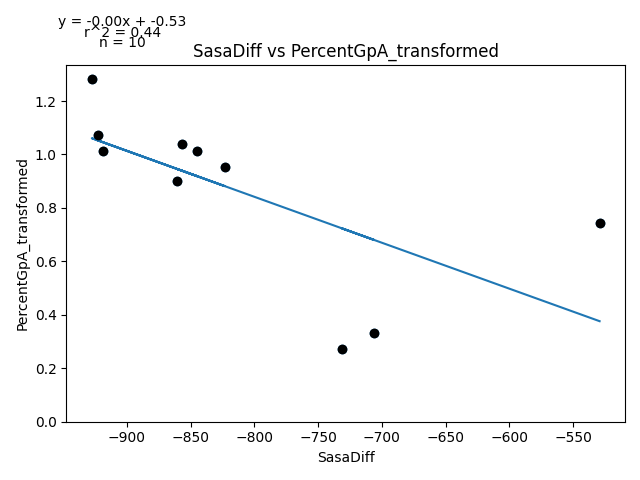 y = -0.00x + -0.53
r^2 = 0.44
n = 10
SasaDiff vs PercentGpA_transformed
1.2
1.0
0.8
0.6
0.4
0.2
0.0
PercentGpA_transformed
−900
−850
−800
−750
−700
−650
−600
−550
SasaDiff